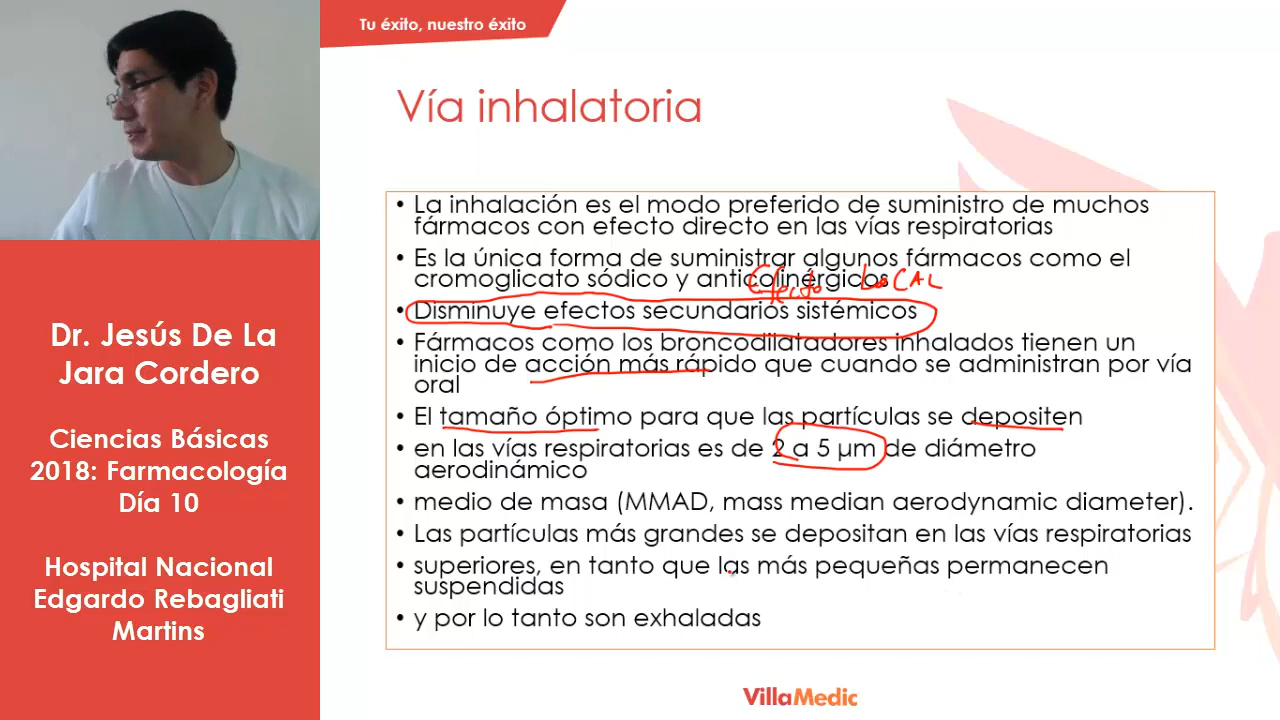 Tu éxito, nuestro éxito
Vía inhalatoria
• La inhalación es el modo preferido de suministro de muchos
fármacos con efecto directo en las vías respiratorias
• Es la única forma de suministrar algunos fármacos como el
cromoglicato sódico y anticolinérgicos
Efecto LOCAL
• Disminuye efectos secundarios sistémicos
• Fármacos como los broncodilatadores inhalados tienen un
inicio de acción más rápido que cuando se administran por vía
oral
• El tamaño óptimo para que las partículas se depositen
• en las vías respiratorias es de 2 a 5 µm de diámetro
aerodinámico
• medio de masa (MMAD, mass median aerodynamic diameter).
• Las partículas más grandes se depositan en las vías respiratorias
• superiores, en tanto que las más pequeñas permanecen
suspendidas
• y por lo tanto son exhaladas
Dr. Jesús De La
Jara Cordero
Ciencias Básicas
2018: Farmacología
Día 10
Hospital Nacional
Edgardo Rebagliati
Martins
VillaMedic